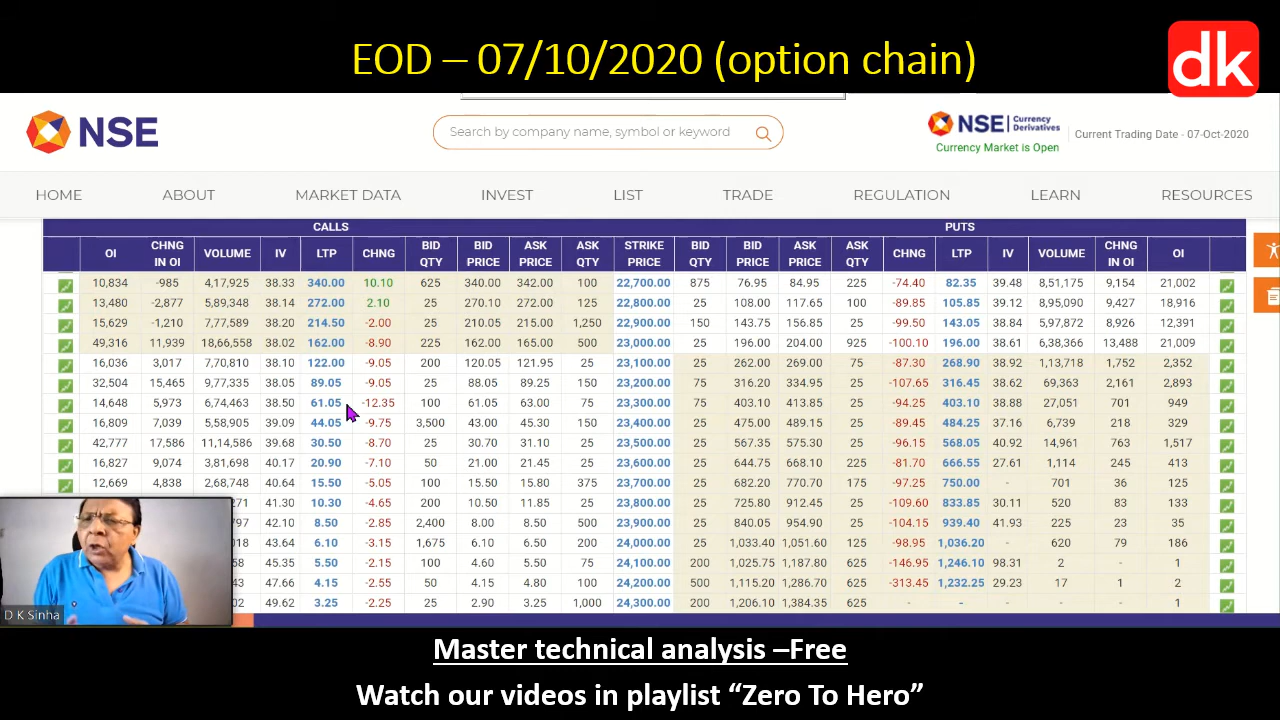 EOD – 07/10/2020 (option chain)
dk
NSE
Search by company name, symbol or keyword
NSE Currency Derivatives
Currency Market is Open
Current Trading Date - 07-Oct-2020
HOME ABOUT MARKET DATA INVEST LIST TRADE REGULATION LEARN RESOURCES
CALLS PUTS
OI CHNG IN OI VOLUME IV LTP CHNG BID QTY BID PRICE ASK PRICE ASK QTY STRIKE PRICE BID QTY BID PRICE ASK PRICE ASK QTY CHNG LTP IV VOLUME CHNG IN OI OI
10,834 -985 4,17,925 38.33 340.00 10.10 625 340.00 342.00 100 22,700.00 875 76.95 84.95 225 -74.40 82.35 39.48 8,51,175 9,154 21,002
13,480 -2,877 5,89,348 38.14 272.00 2.10 25 270.10 272.00 125 22,800.00 25 108.00 117.65 100 -89.85 105.85 39.12 8,95,090 9,427 18,916
15,629 -1,210 7,77,589 38.20 214.50 -2.00 25 210.05 215.00 1,250 22,900.00 150 143.75 156.85 25 -99.50 143.05 38.84 5,97,872 8,926 12,391
49,316 11,939 18,66,558 38.02 162.00 -8.90 225 162.00 165.00 500 23,000.00 25 196.00 204.00 925 -100.10 196.00 38.61 6,38,366 13,488 21,009
16,036 3,017 7,70,810 38.10 122.00 -9.05 200 120.05 121.95 25 23,100.00 25 262.00 269.00 75 -87.30 268.90 38.92 1,13,718 1,752 2,352
32,504 15,465 9,77,335 38.05 89.05 -9.05 25 88.05 89.25 150 23,200.00 75 316.20 334.95 25 -107.65 316.45 38.62 69,363 2,161 2,893
14,648 5,973 6,74,463 38.50 61.05 -12.35 100 61.05 63.00 75 23,300.00 75 403.10 413.85 25 -94.25 403.10 38.88 27,051 701 949
16,809 7,039 5,58,905 39.09 44.05 -9.75 3,500 43.00 45.30 150 23,400.00 25 475.00 489.15 25 -89.45 484.25 37.16 6,739 218 329
42,777 17,586 11,14,586 39.68 30.50 -8.70 25 30.70 31.10 25 23,500.00 25 567.35 575.30 25 -96.15 568.05 40.92 14,961 763 1,517
16,827 9,074 3,81,698 40.17 20.90 -7.10 50 21.00 21.45 25 23,600.00 25 644.75 668.10 225 -81.70 666.55 27.61 1,114 245 413
12,669 4,838 2,68,748 40.64 15.50 -5.05 100 15.50 15.80 375 23,700.00 25 682.25 770.70 175 -97.25 750.00 - 701 36 125
271 41.30 10.30 -4.65 200 10.50 11.85 25 23,800.00 25 725.80 912.45 25 -109.60 833.85 30.11 520 83 133
797 42.10 8.50 -2.85 2,400 8.00 8.50 500 23,900.00 25 840.05 54.90 25 -104.15 939.40 41.93 225 23 35
018 43.64 6.10 -3.15 1,675 6.10 6.50 200 24,000.00 25 1,033.40 1,051.60 125 -98.95 1,036.20 - 620 79 186
45.35 5.50 -2.15 100 4.60 5.50 75 24,100.00 200 1,025.75 1,187.80 625 -146.95 1,246.10 98.31 2 - 1
43 47.66 4.15 -2.55 500 4.15 4.80 100 24,200.00 500 1,115.20 1,286.70 625 -313.45 1,232.25 29.23 17 1 2
02 49.62 3.25 -2.25 25 2.90 3.25 1,000 24,300.00 200 1,206.10 1,384.35 625 - - - - - 1
D K Sinha
Master technical analysis –Free
Watch our videos in playlist “Zero To Hero”